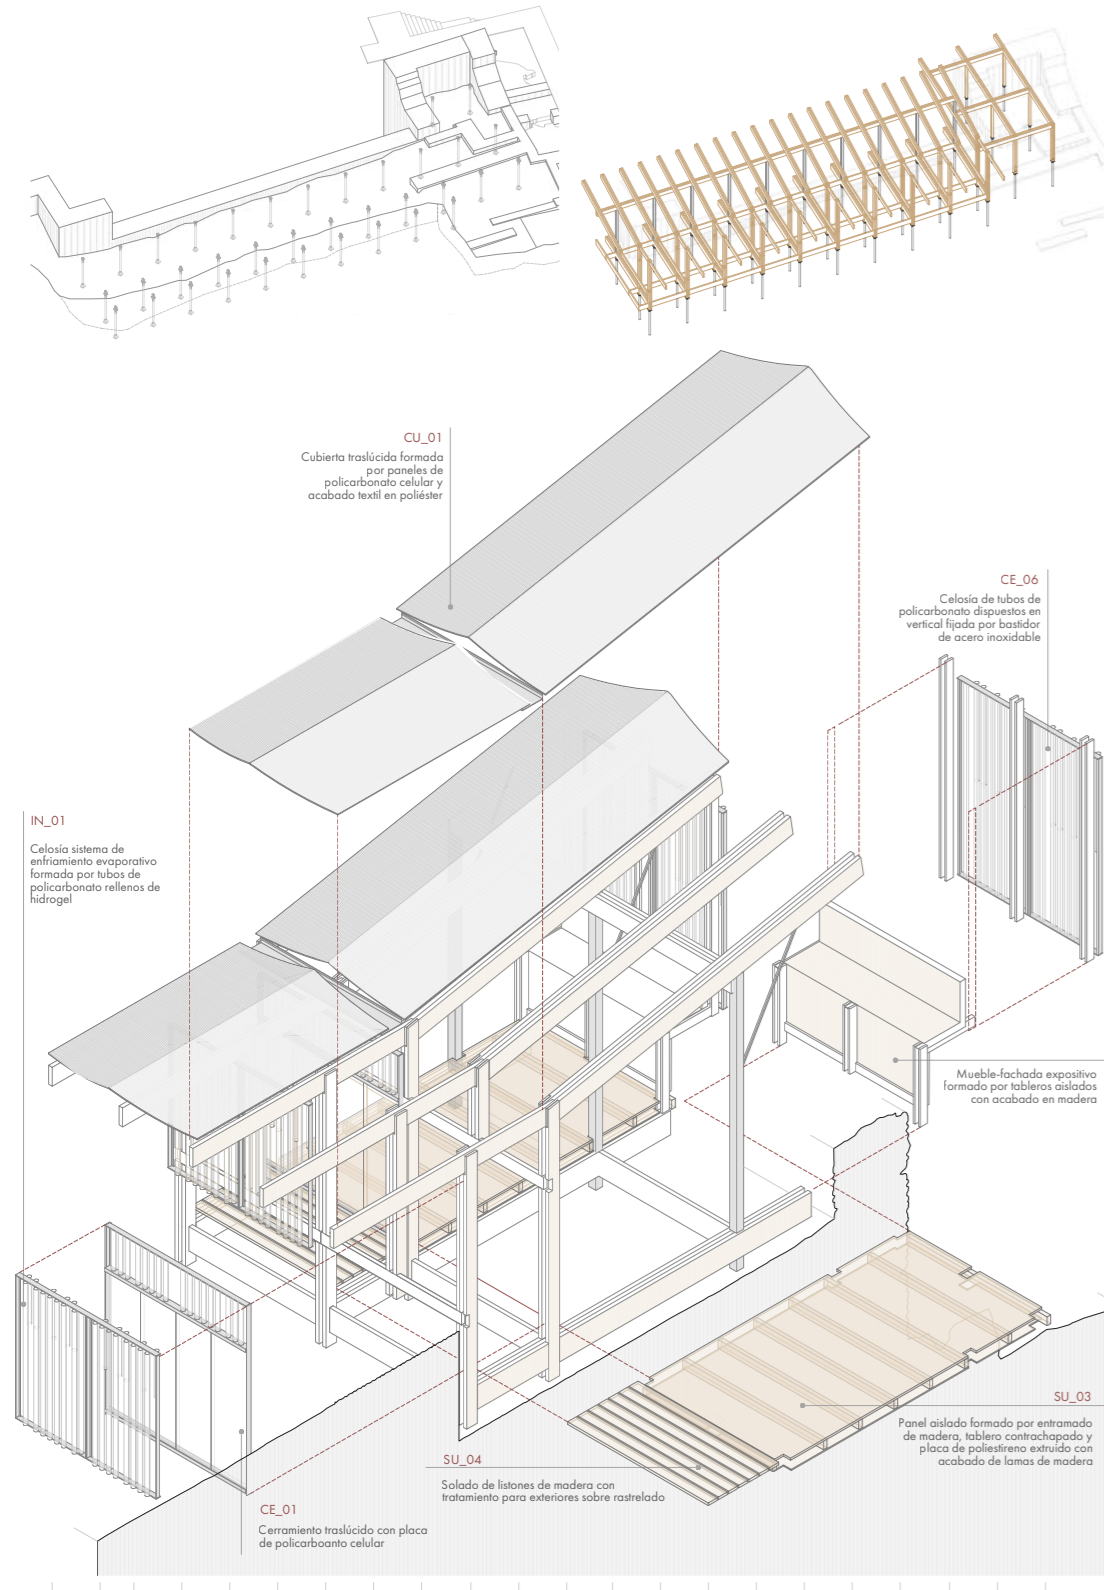 CU_01
Cubierta traslúcida formada
por paneles de
policarbonato celular y
acabado textil en poliéster
CE_06
Celosía de tubos de
policarbonato dispuestos en
vertical fijada por bastidor
de acero inoxidable
IN_01
Celosía sistema de
enfriamiento evaporativo
formada por tubos de
policarbonato rellenos de
hidrogel
Mueble-fachada expositivo
formado por tableros aislados
con acabado en madera
SU_03
Panel aislado formado por entramado
de madera, tablero contrachapado y
placa de poliestireno extruido con
acabado de lamas de madera
SU_04
Solado de listones de madera con
tratamiento para exteriores sobre rastrelado
CE_01
Cerramiento traslúcido con placa
de policarboanto celular